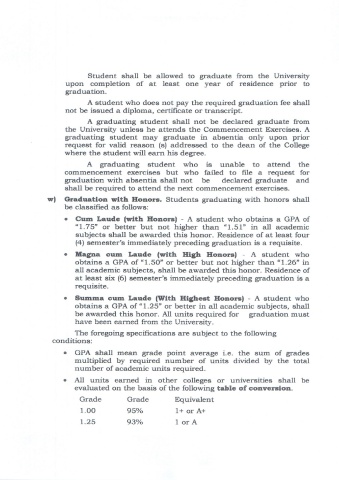 Student shall be allowed to graduate from the University
upon completion of at least one year of residence prior to
graduation.
A student who does not pay the required graduation fee shall
not be issued a diploma, certificate or transcript.
A graduating student shall not be declared graduate from
the University unless he attends the Commencement Exercises. A
graduating student may graduate in absentia only upon prior
request for valid reason (s) addressed to the dean of the College
where the student will earn his degree.
A graduating student who is unable to attend the
commencement exercises but who failed to file a request for
graduation with absentia shall not be declared graduate and
shall be required to attend the next commencement exercises.
w) Graduation with Honors. Students graduating with honors shall
be classified as follows:
• Cum Laude (with Honors) - A student who obtains a GPA of
"1.75" or better but not higher than "1.51" in all academic
subjects shall be awarded this honor. Residence of at least four
(4) semester's immediately preceding graduation is a requisite.
• Magna cum Laude (with High Honors) - A student who
obtains a GPA of "1.50" or better but not higher than "1.26" in
all academic subjects, shall be awarded this honor. Residence of
at least six (6) semester's immediately preceding graduation is a
requisite.
• Summa cum Laude (With Highest Honors) - A student who
obtains a GPA of "1.25" or better in all academic subjects, shall
be awarded this honor. All units required for graduation must
have been earned from the University.
The foregoing specifications are subject to the following
conditions:
• GPA shall mean grade point average i.e. the sum of grades
multiplied by required number of units divided by the total
number of academic units required.
• All units earned in other colleges or universities shall be
evaluated on the basis of the following table of conversion.
Grade Grade Equivalent
1.00 95% 1+ or A+
1.25 93% 1 or A